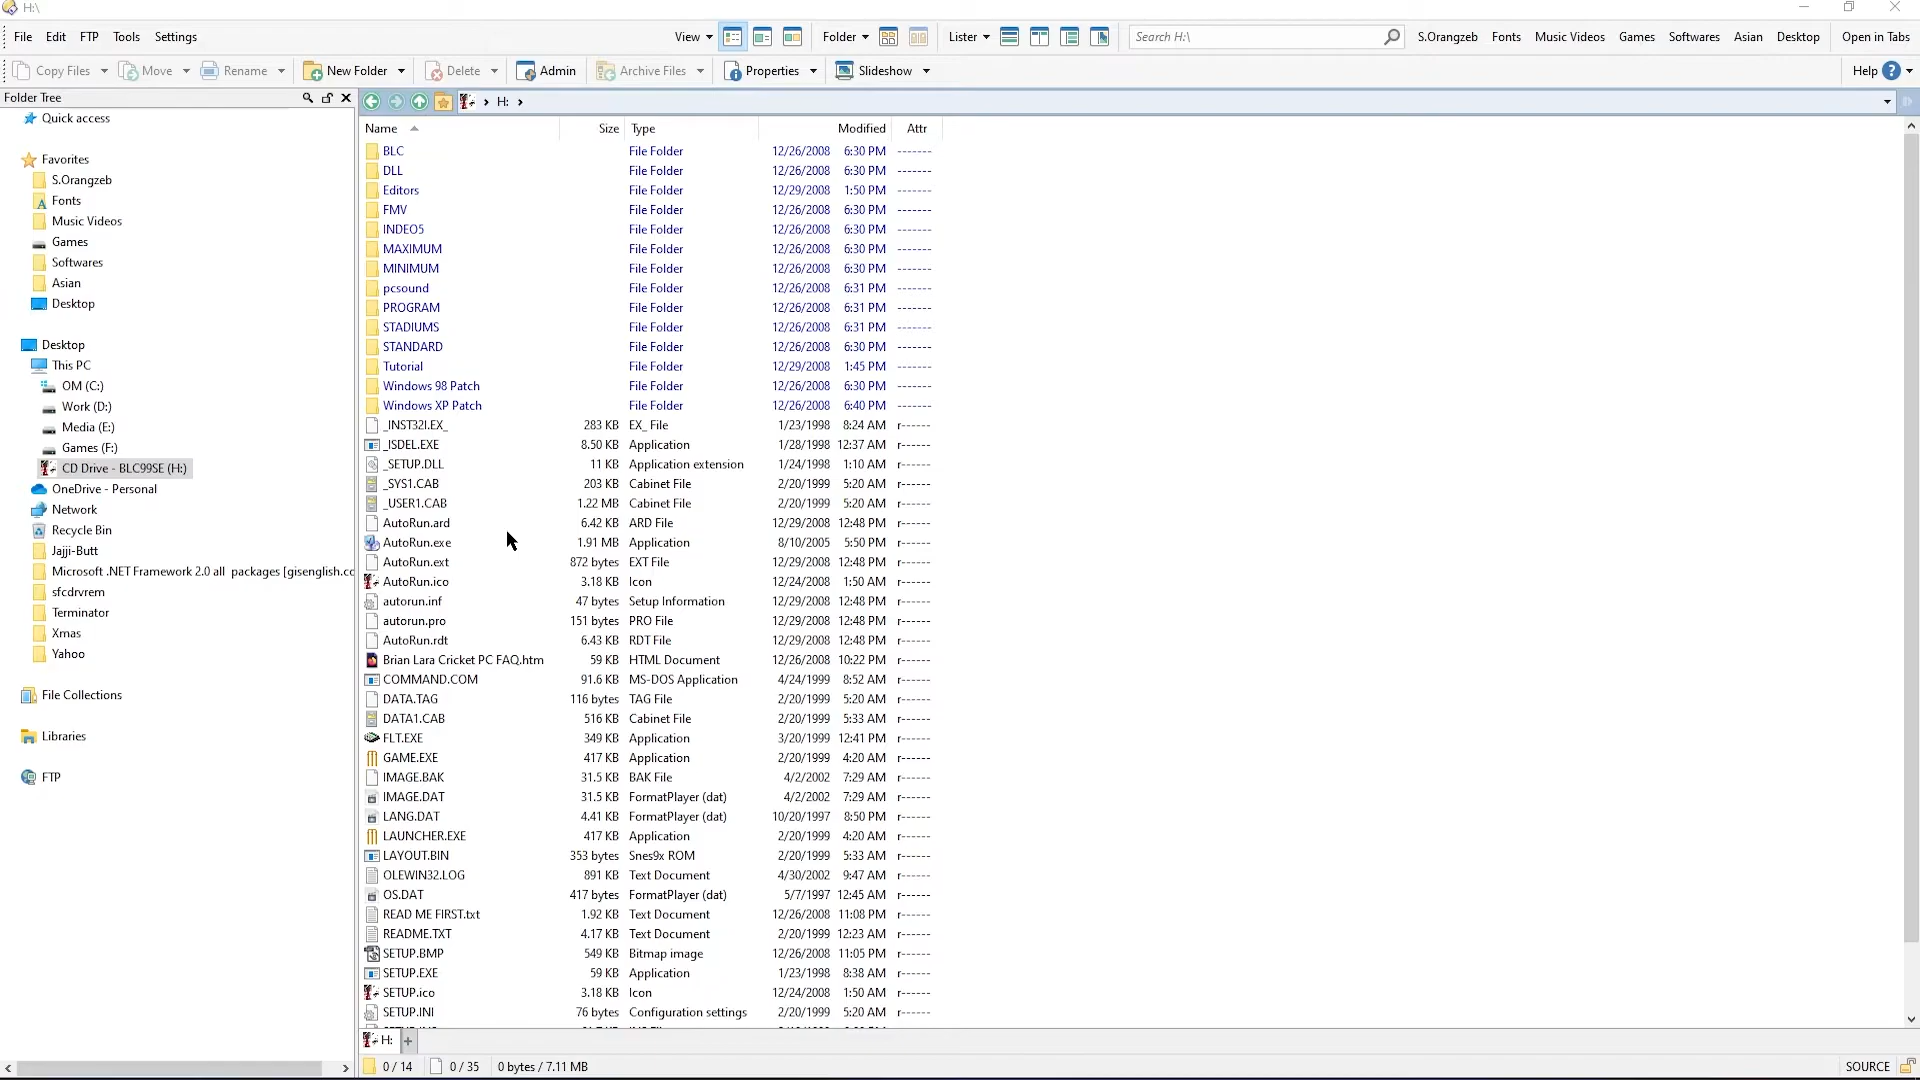 H:\
File Edit FTP Tools Settings View Folder Lister Search H:\ S.Orangzeb Fonts Music Videos Games Softwares Asian Desktop Open in Tabs
Copy Files Move Rename New Folder Delete Admin Archive Files Properties Slideshow Help
Folder Tree
Quick access
Favorites
S.Orangzeb
Fonts
Music Videos
Games
Softwares
Asian
Desktop
Desktop
This PC
OM (C:)
Work (D:)
Media (E:)
Games (F:)
CD Drive - BLC99SE (H:)
OneDrive - Personal
Network
Recycle Bin
Jajji-Butt
Microsoft .NET Framework 2.0 all packages [gisenglish.cc
sfcdrvrem
Terminator
Xmas
Yahoo
File Collections
Libraries
FTP
H:
Name Size Type Modified Attr
BLC File Folder 12/26/2008 6:30 PM -------
DLL File Folder 12/26/2008 6:30 PM -------
Editors File Folder 12/29/2008 1:50 PM -------
FMV File Folder 12/26/2008 6:30 PM -------
INDEO5 File Folder 12/26/2008 6:30 PM -------
MAXIMUM File Folder 12/26/2008 6:30 PM -------
MINIMUM File Folder 12/26/2008 6:30 PM -------
pcsound File Folder 12/26/2008 6:31 PM -------
PROGRAM File Folder 12/26/2008 6:31 PM -------
STADIUMS File Folder 12/26/2008 6:31 PM -------
STANDARD File Folder 12/26/2008 6:30 PM -------
Tutorial File Folder 12/29/2008 1:45 PM -------
Windows 98 Patch File Folder 12/26/2008 6:30 PM -------
Windows XP Patch File Folder 12/26/2008 6:40 PM -------
_INST32I.EX_ 283 KB EX_ File 1/23/1998 8:24 AM r------
_ISDEL.EXE 8.50 KB Application 1/28/1998 12:37 AM r------
_SETUP.DLL 11 KB Application extension 1/24/1998 1:10 AM r------
_SYS1.CAB 203 KB Cabinet File 2/20/1999 5:20 AM r------
_USER1.CAB 1.22 MB Cabinet File 2/20/1999 5:20 AM r------
AutoRun.ard 6.42 KB ARD File 12/29/2008 12:48 PM r------
AutoRun.exe 1.91 MB Application 8/10/2005 5:50 PM r------
AutoRun.ext 872 bytes EXT File 12/29/2008 12:48 PM r------
AutoRun.ico 3.18 KB Icon 12/24/2008 1:50 AM r------
autorun.inf 47 bytes Setup Information 12/29/2008 12:48 PM r------
autorun.pro 151 bytes PRO File 12/29/2008 12:48 PM r------
AutoRun.rdt 6.43 KB RDT File 12/29/2008 12:48 PM r------
Brian Lara Cricket PC FAQ.htm 59 KB HTML Document 12/26/2008 10:22 PM r------
COMMAND.COM 91.6 KB MS-DOS Application 4/24/1999 8:52 AM r------
DATA.TAG 116 bytes TAG File 2/20/1999 5:20 AM r------
DATA1.CAB 516 KB Cabinet File 2/20/1999 5:33 AM r------
FLT.EXE 349 KB Application 3/20/1999 12:41 PM r------
GAME.EXE 417 KB Application 2/20/1999 4:20 AM r------
IMAGE.BAK 31.5 KB BAK File 4/2/2002 7:29 AM r------
IMAGE.DAT 31.5 KB FormatPlayer (dat) 4/2/2002 7:29 AM r------
LANG.DAT 4.41 KB FormatPlayer (dat) 10/20/1997 8:50 PM r------
LAUNCHER.EXE 417 KB Application 2/20/1999 4:20 AM r------
LAYOUT.BIN 353 bytes Snes9x ROM 2/20/1999 5:33 AM r------
OLEWIN32.LOG 891 KB Text Document 4/30/2002 9:47 AM r------
OS.DAT 417 bytes FormatPlayer (dat) 5/7/1997 12:45 AM r------
READ ME FIRST.txt 1.92 KB Text Document 12/26/2008 11:08 PM r------
README.TXT 4.17 KB Text Document 2/20/1999 12:23 AM r------
SETUP.BMP 549 KB Bitmap image 12/26/2008 11:05 PM r------
SETUP.EXE 59 KB Application 1/23/1998 8:38 AM r------
SETUP.ico 3.18 KB Icon 12/24/2008 1:50 AM r------
SETUP.INI 76 bytes Configuration settings 2/20/1999 5:20 AM r------
H: +
0 / 14 0 / 35 0 bytes / 7.11 MB SOURCE